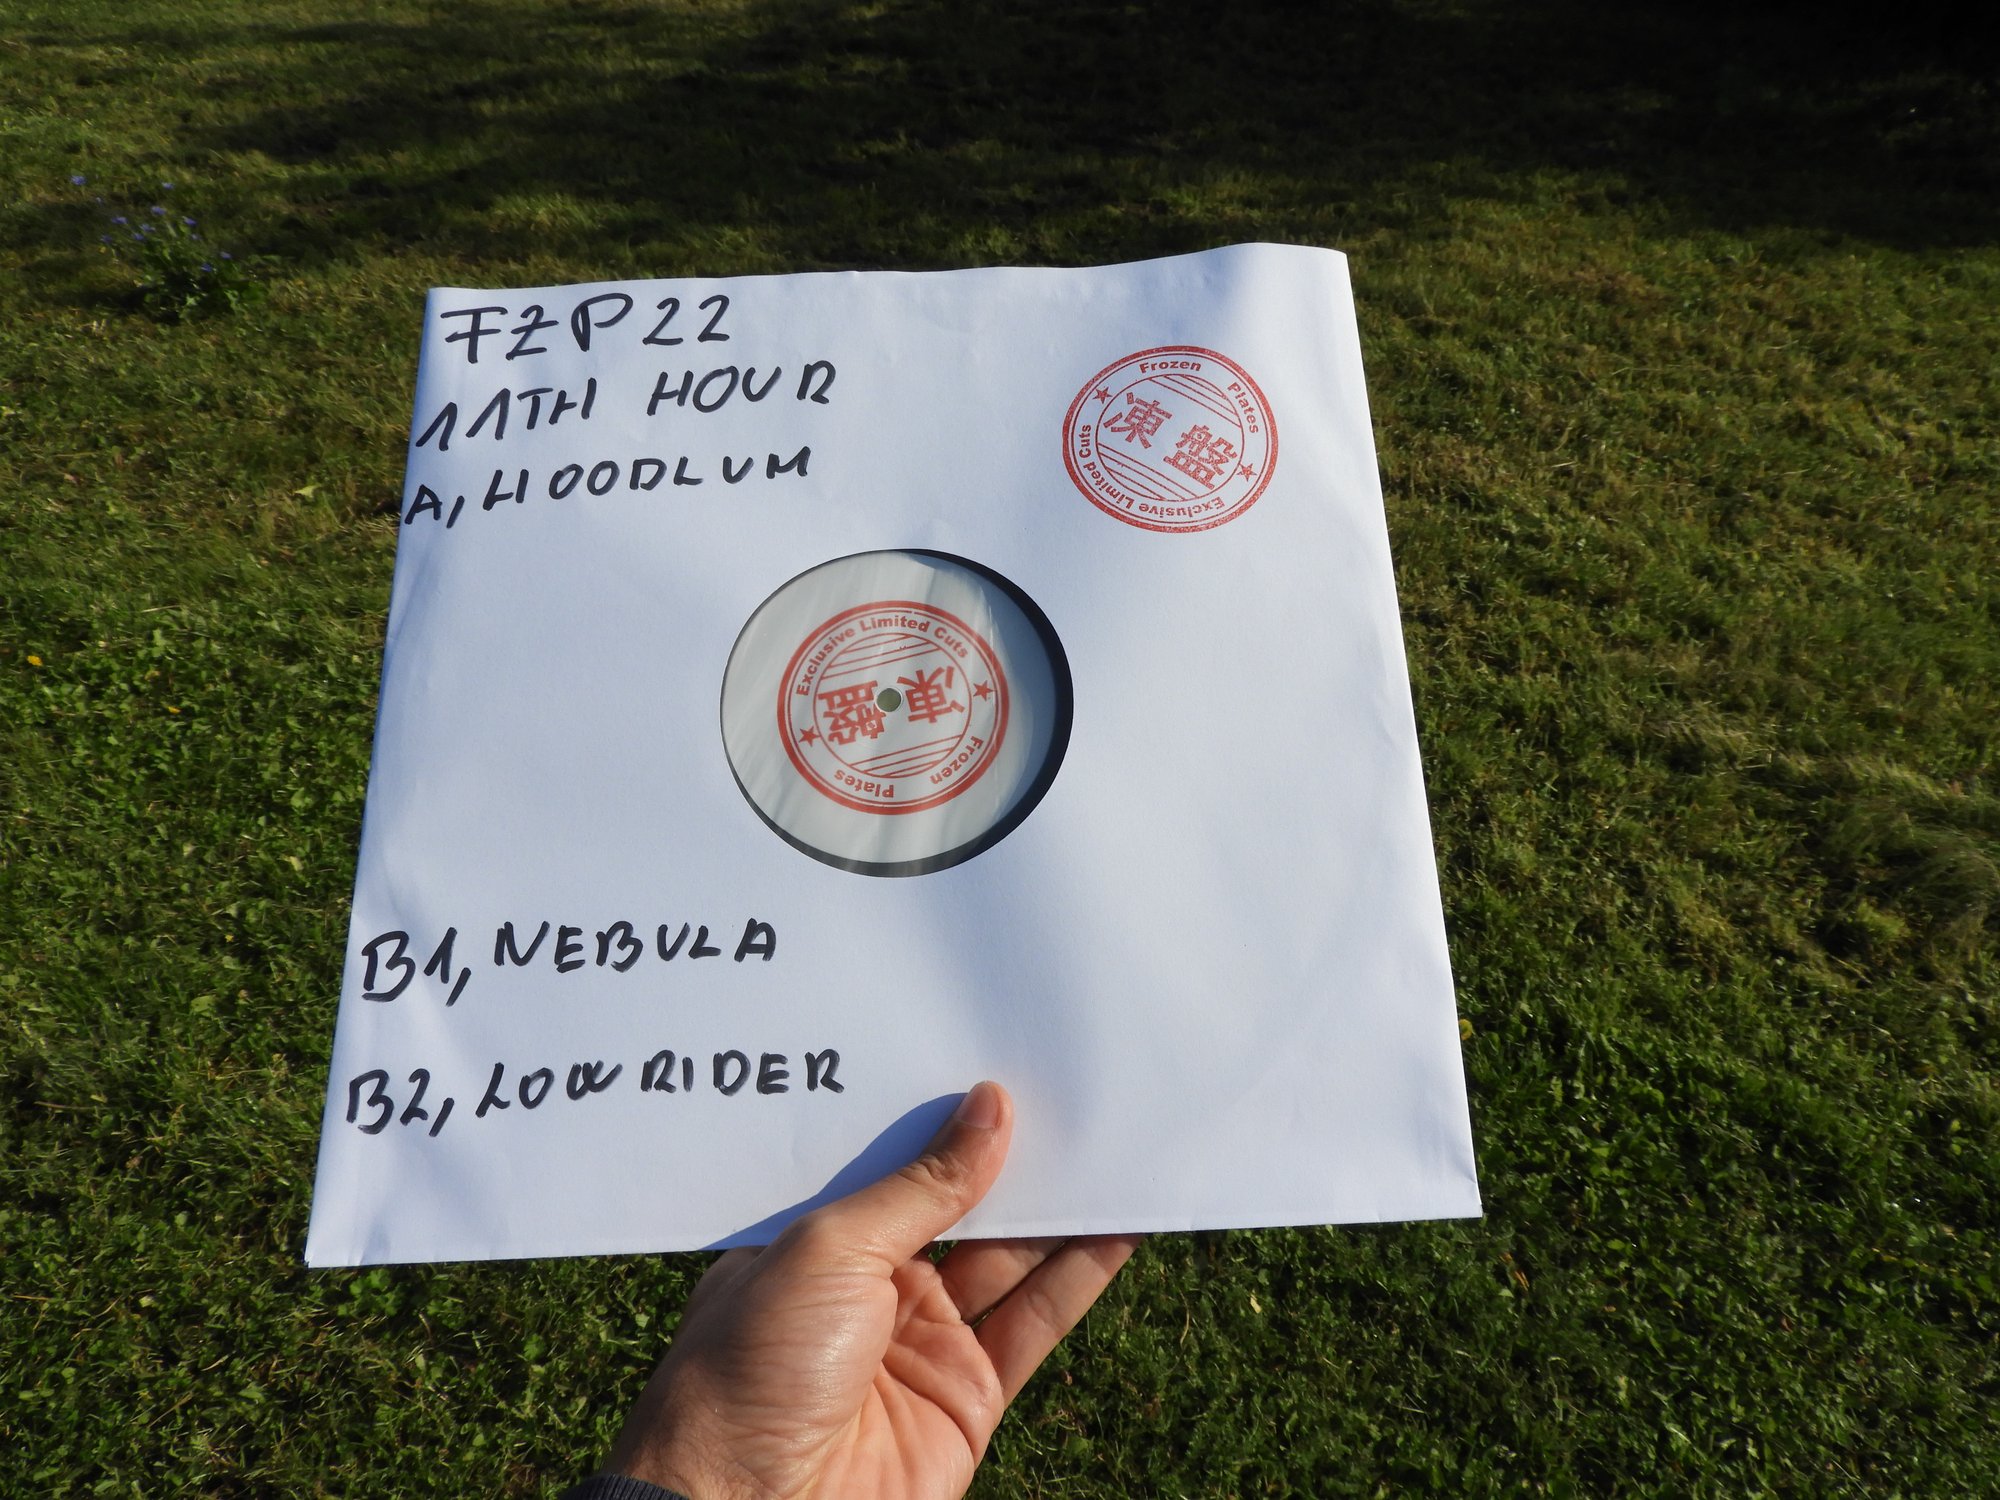 FZP22
11TH HOUR
A, HOODLUM
Frozen Plates
凍盤
Exclusive Limited Cuts
Exclusive Limited Cuts
凍盤
Frozen Plates
B1, NEBULA
B2, LOW RIDER